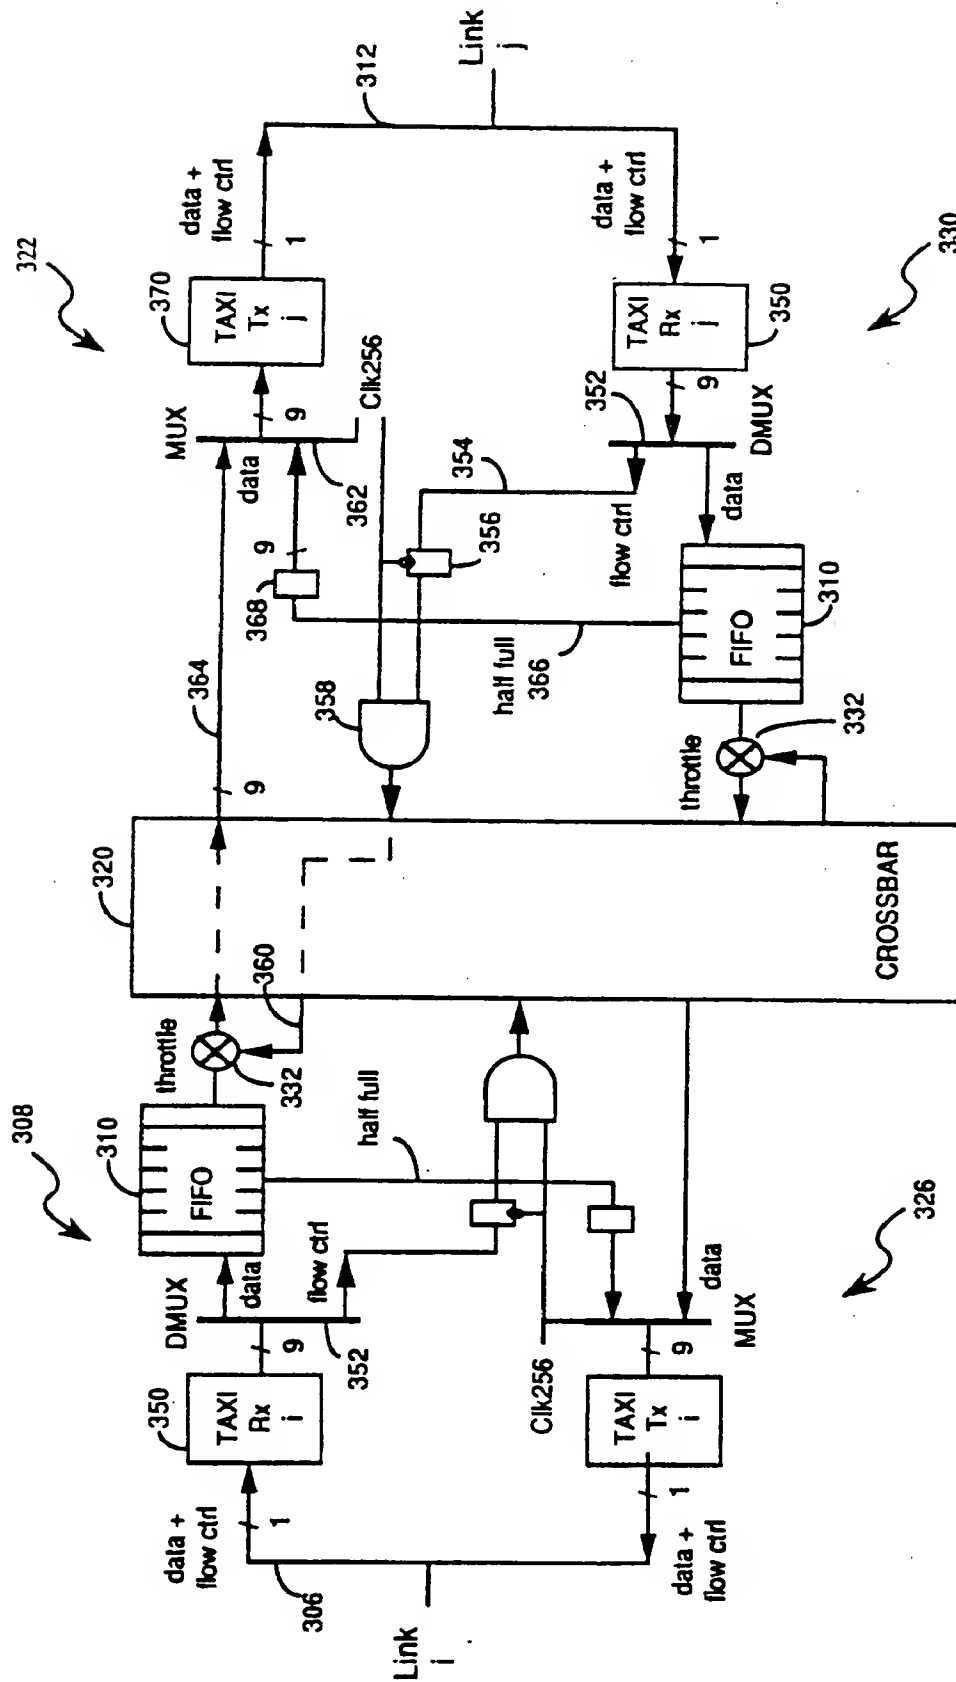 308
310
throttle
332
360
320
364
9
322
MUX
data
9
368
362
370
TAXI
Tx
j
9
data +
flow ctrl
1
312
Link
j
DMUX
data
FIFO
350
TAXI
Rx
i
9
352
flow ctrl
half full
data +
flow ctrl
1
306
Link
i
358
Clk256
354
356
half full
366
flow ctrl
352
DMUX
data
9
TAXI
Rx
j
350
data +
flow ctrl
1
330
FIFO
310
throttle
332
CROSSBAR
Clk256
TAXI
Tx
i
9
MUX
data
1
data +
flow ctrl
326